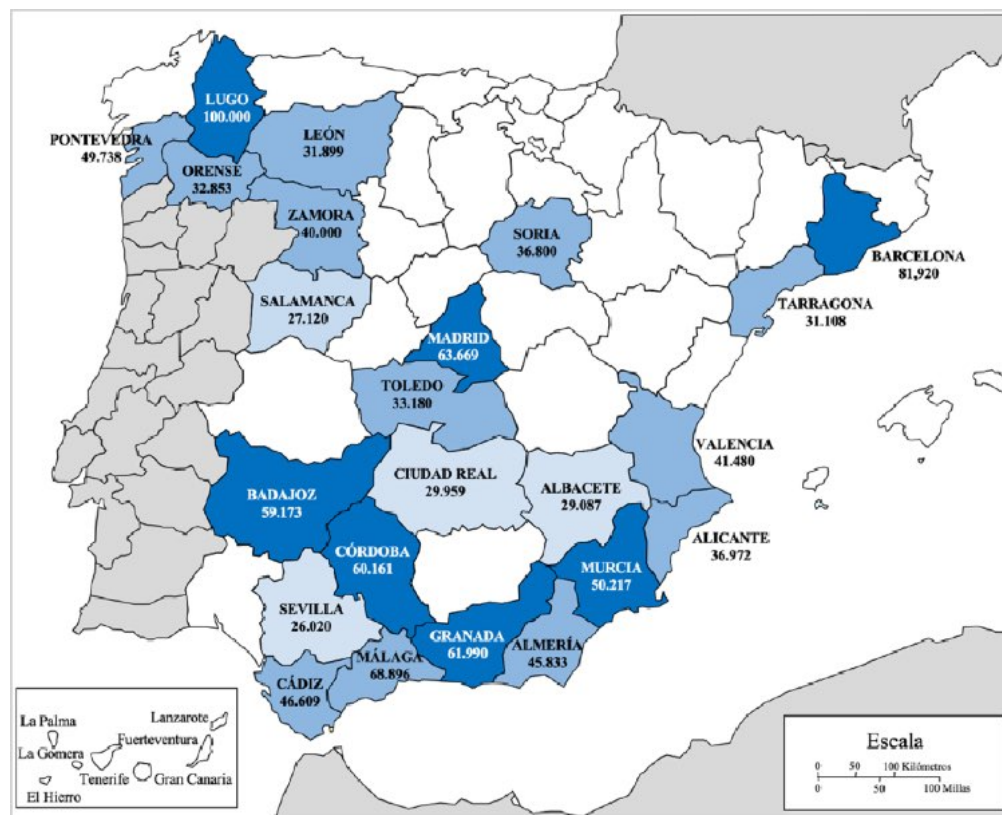 LUGO
100.000
PONTEVEDRA
49.738
LEÓN
31.899
ORENSE
32.853
ZAMORA
40.000
SORIA
36.800
BARCELONA
81,920
SALAMANCA
27.120
TARRAGONA
31.108
MADRID
63.669
TOLEDO
33.180
VALENCIA
41.480
CIUDAD REAL
29.959
ALBACETE
29.087
BADAJOZ
59.173
ALICANTE
36.972
CÓRDOBA
60.161
MURCIA
50.217
SEVILLA
26.020
GRANADA
61.990
ALMERÍA
45.833
MÁLAGA
68.896
CÁDIZ
46.609
La Palma
Lanzarote
La Gomera
Fuerteventura
Tenerife
Gran Canaria
El Hierro
Escala
0 50 100 Kilómetros
0 50 100 Millas